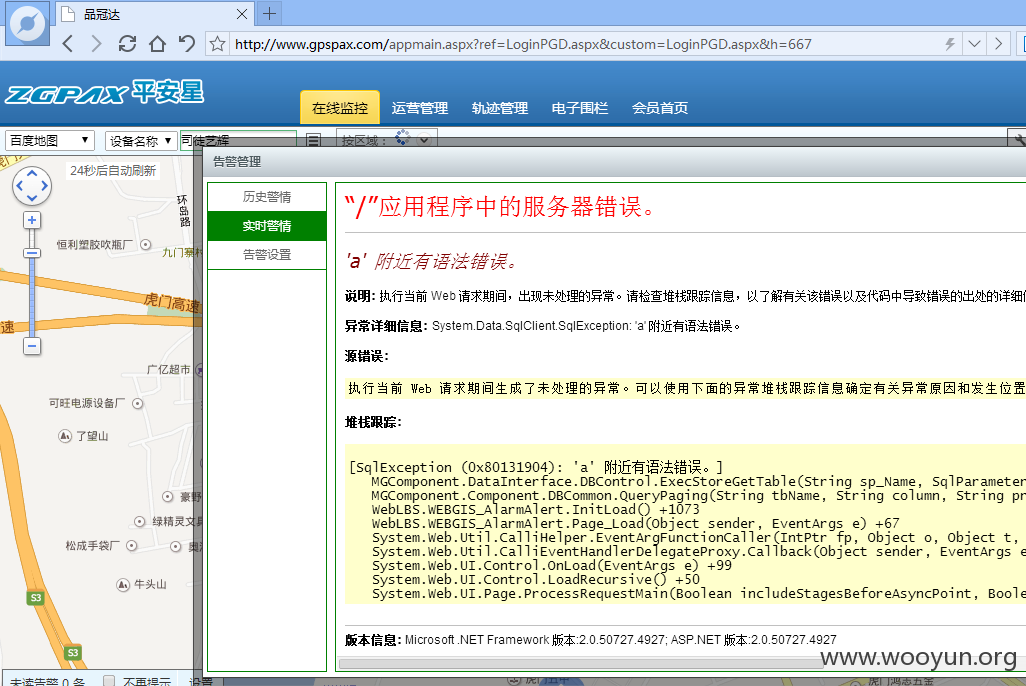 品冠达
http://www.gpspax.com/appmain.aspx?ref=LoginPGD.aspx&custom=LoginPGD.aspx&h=667
ZGPAX 平安星
在线监控 运营管理 轨迹管理 电子围栏 会员首页
百度地图 设备名称 司徒艺辉 按区域：
24秒后自动刷新
环岛路
恒利塑胶吹瓶厂
九门寨村
虎门高速
速
广亿超市
可旺电源设备厂
了望山
豪野
绿精灵文具
松成手袋厂
牛头山
S3
S3
未读告警 0 条 不再提示 设置
告警管理
历史警情
实时警情
告警设置
“/”应用程序中的服务器错误。
'a' 附近有语法错误。
说明: 执行当前 Web 请求期间，出现未处理的异常。请检查堆栈跟踪信息，以了解有关该错误以及代码中导致错误的出处的详细信
异常详细信息: System.Data.SqlClient.SqlException: 'a' 附近有语法错误。
源错误:
执行当前 Web 请求期间生成了未处理的异常。可以使用下面的异常堆栈跟踪信息确定有关异常原因和发生位置
堆栈跟踪:
[SqlException (0x80131904): 'a' 附近有语法错误。]
MGComponent.DataInterface.DBControl.ExecStoreGetTable(String sp_Name, SqlParameter
MGComponent.Component.DBCommon.QueryPaging(String tbName, String column, String pr
WebLBS.WEBGIS_AlarmAlert.InitLoad() +1073
WebLBS.WEBGIS_AlarmAlert.Page_Load(Object sender, EventArgs e) +67
System.Web.Util.CalliHelper.EventArgFunctionCaller(IntPtr fp, Object o, Object t,
System.Web.Util.CalliEventHandlerDelegateProxy.Callback(Object sender, EventArgs e
System.Web.UI.Control.OnLoad(EventArgs e) +99
System.Web.UI.Control.LoadRecursive() +50
System.Web.UI.Page.ProcessRequestMain(Boolean includeStagesBeforeAsyncPoint, Boole
版本信息: Microsoft .NET Framework 版本:2.0.50727.4927; ASP.NET 版本:2.0.50727.4927
www.wooyun.org